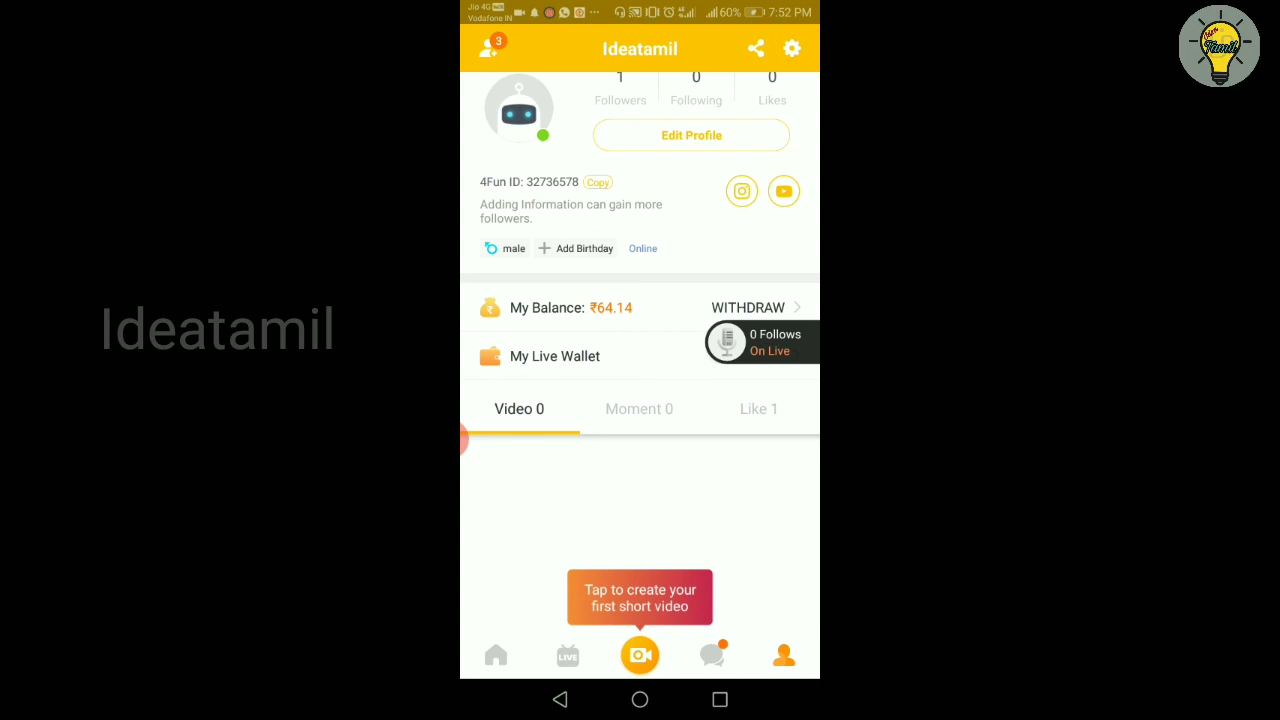 Jio 4G
Vodafone IN
60%
7:52 PM
3
Ideatamil
1
0
0
Followers
Following
Likes
Edit Profile
4Fun ID: 32736578
Copy
Adding Information can gain more
followers.
male
Add Birthday
Online
My Balance: ₹64.14
WITHDRAW
0 Follows
On Live
My Live Wallet
Video 0
Moment 0
Like 1
Tap to create your
first short video
LIVE
Ideatamil
Tamil